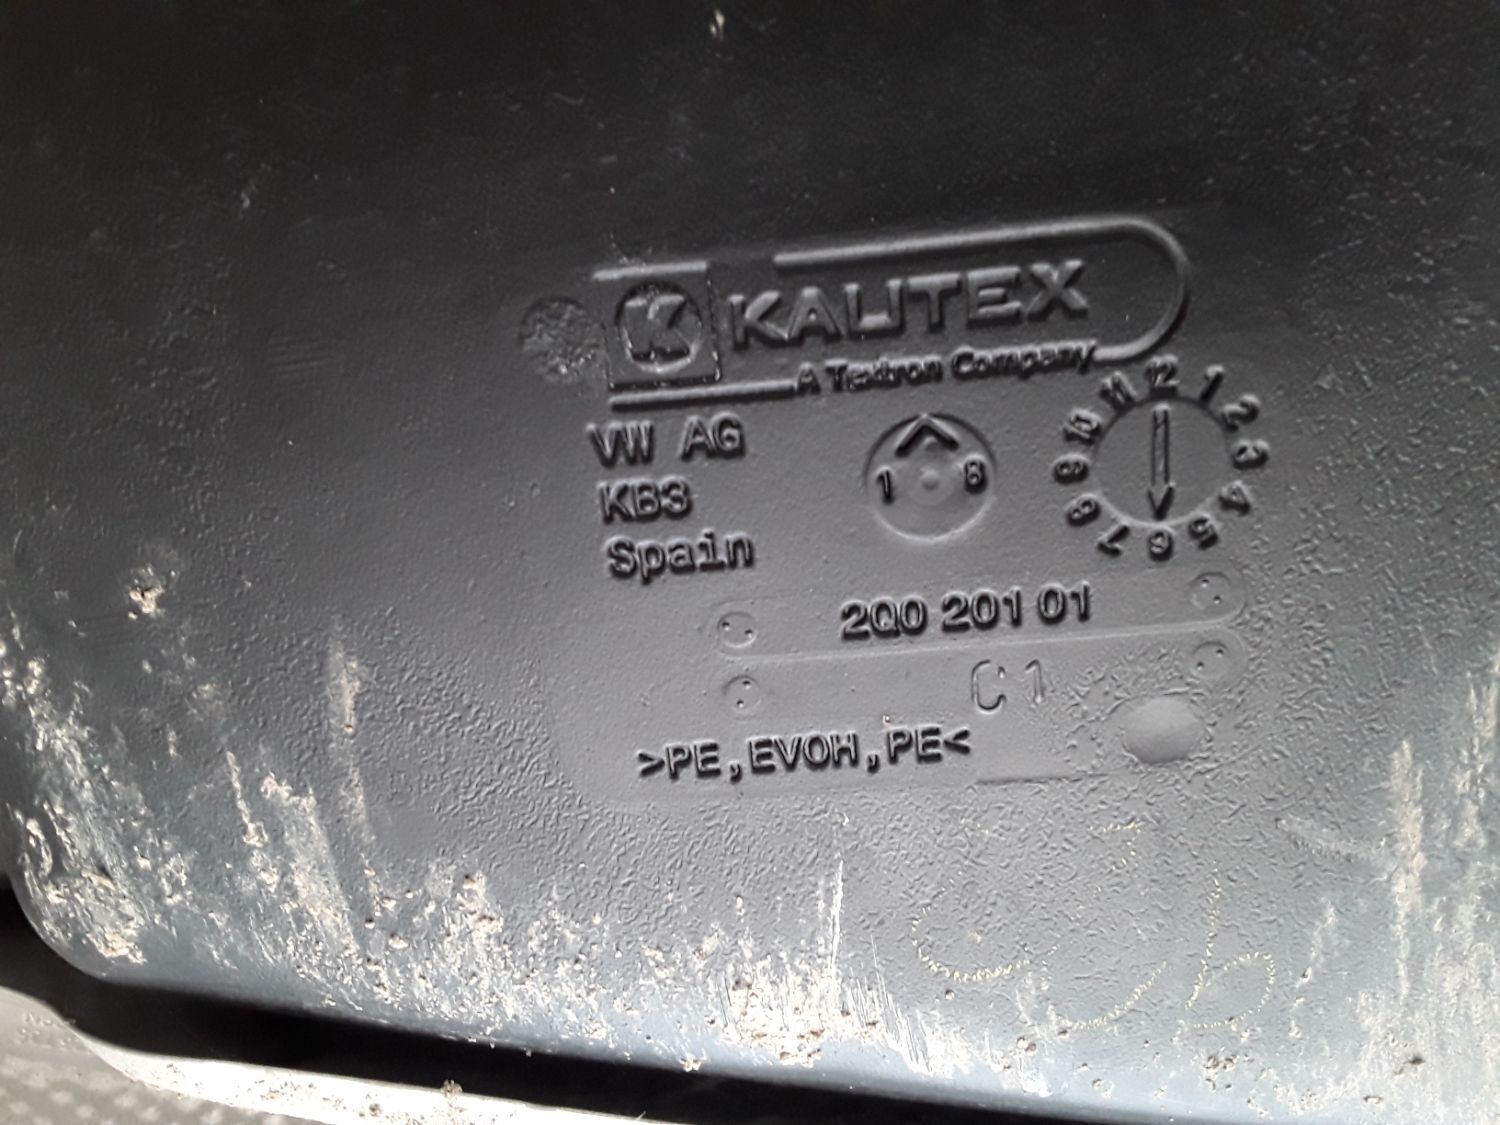 K KAUTEX
A Textron Company
VW AG
KB3
Spain
1 8
12 1 2 3 4 5 6 7 8 9 10 11
2Q0 201 01
C 1
>PE,EVOH,PE<